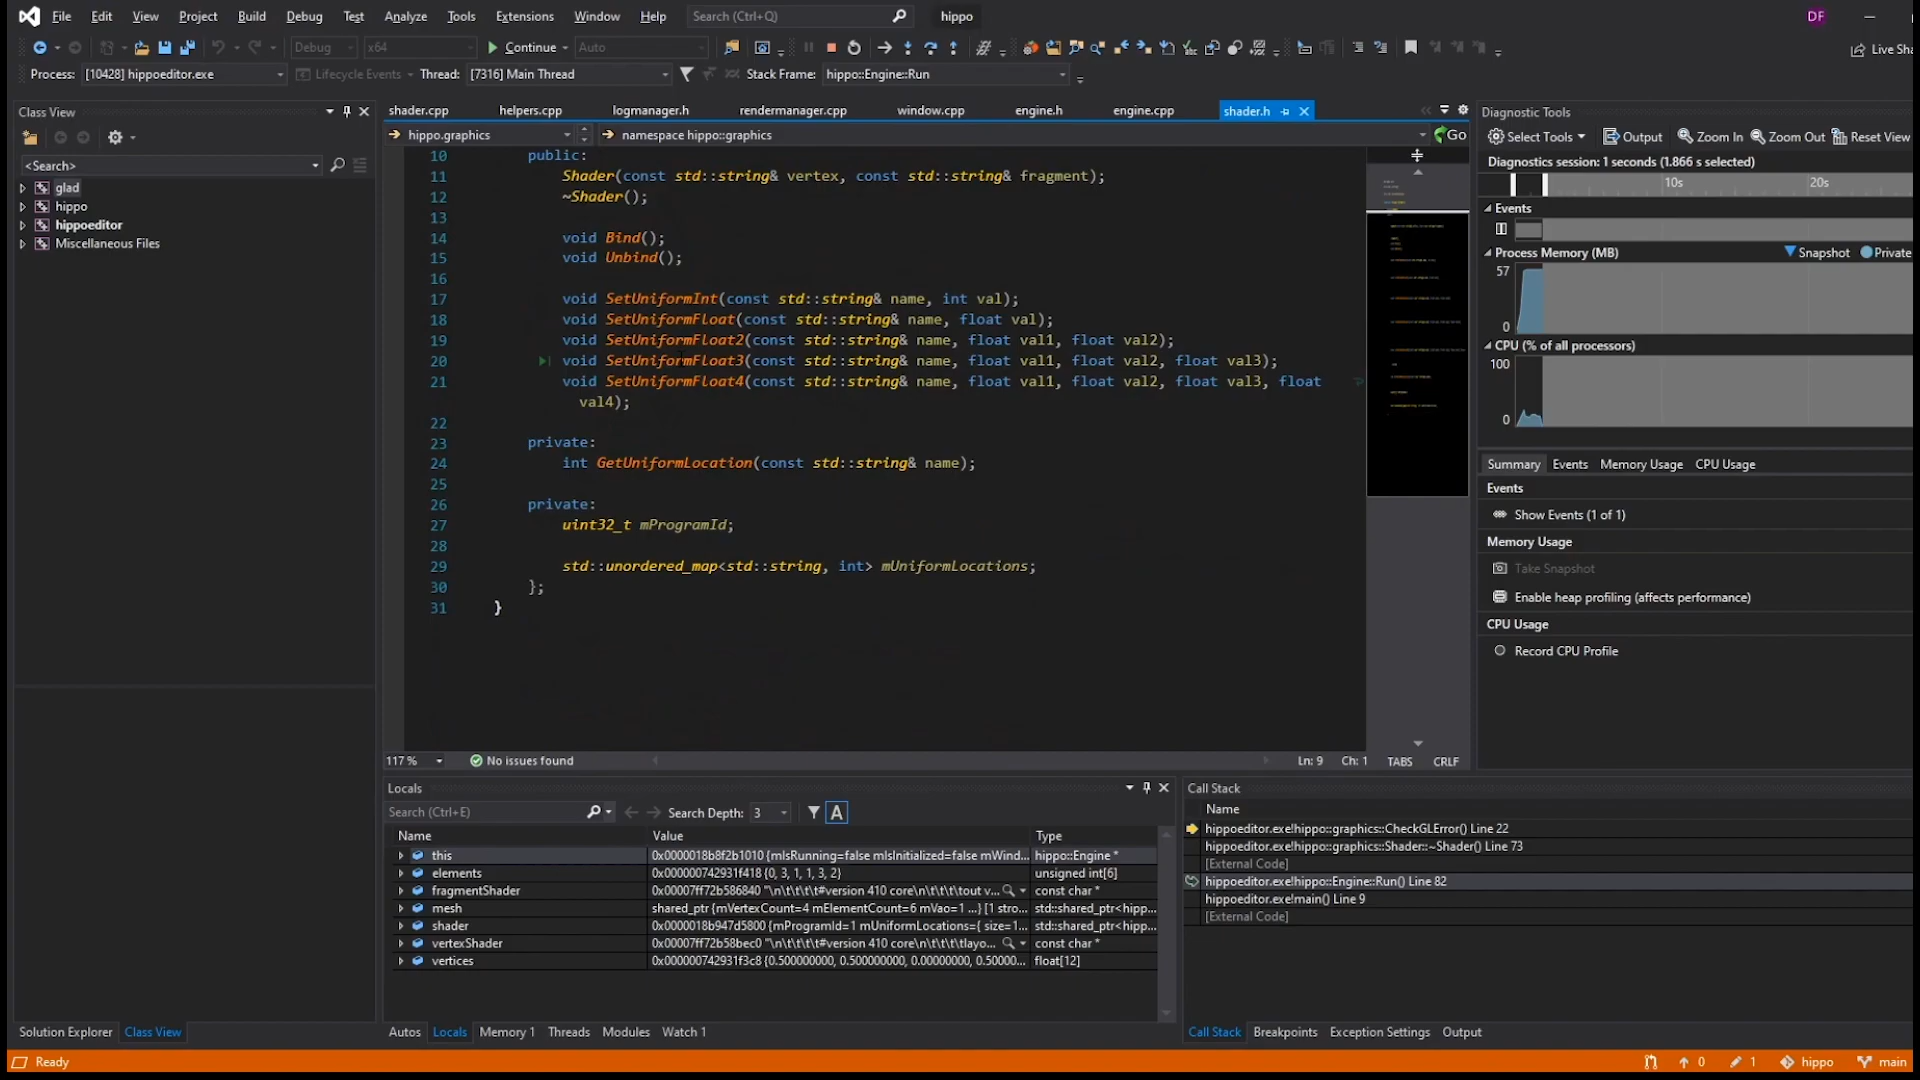 File Edit View Project Build Debug Test Analyze Tools Extensions Window Help Search (Ctrl+Q) hippo DF
Debug x64 Continue Auto Live Sha
Process: [10428] hippoeditor.exe Lifecycle Events Thread: [7316] Main Thread Stack Frame: hippo::Engine::Run
Class View
<Search>
glad
hippo
hippoeditor
Miscellaneous Files
Solution Explorer Class View
shader.cpp helpers.cpp logmanager.h rendermanager.cpp window.cpp engine.h engine.cpp shader.h
hippo.graphics namespace hippo::graphics Go
10 public:
11 Shader(const std::string& vertex, const std::string& fragment);
12 ~Shader();
13
14 void Bind();
15 void Unbind();
16
17 void SetUniformInt(const std::string& name, int val);
18 void SetUniformFloat(const std::string& name, float val);
19 void SetUniformFloat2(const std::string& name, float val1, float val2);
20 void SetUniformFloat3(const std::string& name, float val1, float val2, float val3);
21 void SetUniformFloat4(const std::string& name, float val1, float val2, float val3, float
val4);
22
23 private:
24 int GetUniformLocation(const std::string& name);
25
26 private:
27 uint32_t mProgramId;
28
29 std::unordered_map<std::string, int> mUniformLocations;
30 };
31 }
117 % No issues found Ln: 9 Ch: 1 TABS CRLF
Diagnostic Tools
Select Tools Output Zoom In Zoom Out Reset View
Diagnostics session: 1 seconds (1.866 s selected)
10s 20s
Events
Process Memory (MB) Snapshot Private
57
0
CPU (% of all processors)
100
0
Summary Events Memory Usage CPU Usage
Events
Show Events (1 of 1)
Memory Usage
Take Snapshot
Enable heap profiling (affects performance)
CPU Usage
Record CPU Profile
Locals
Search (Ctrl+E) Search Depth: 3 A
Name Value Type
this 0x0000018b8f2b1010 {mIsRunning=false mIsInitialized=false mWind... hippo::Engine *
elements 0x000000742931f418 {0, 3, 1, 1, 3, 2} unsigned int[6]
fragmentShader 0x00007ff72b586840 "\n\t\t\t\t#version 410 core\n\t\t\t\tout v... const char *
mesh shared_ptr {mVertexCount=4 mElementCount=6 mVao=1 ...} [1 stro... std::shared_ptr<hipp...
shader 0x0000018b947d5800 {mProgramId=1 mUniformLocations={ size=1... std::shared_ptr<hipp...
vertexShader 0x00007ff72b58bec0 "\n\t\t\t\t#version 410 core\n\t\t\t\tlayo... const char *
vertices 0x000000742931f3c8 {0.500000000, 0.500000000, 0.00000000, 0.50000... float[12]
Autos Locals Memory 1 Threads Modules Watch 1
Call Stack
Name
hippoeditor.exe!hippo::graphics::CheckGLError() Line 22
hippoeditor.exe!hippo::graphics::Shader::~Shader() Line 73
[External Code]
hippoeditor.exe!hippo::Engine::Run() Line 82
hippoeditor.exe!main() Line 9
[External Code]
Call Stack Breakpoints Exception Settings Output
Ready 0 1 hippo main